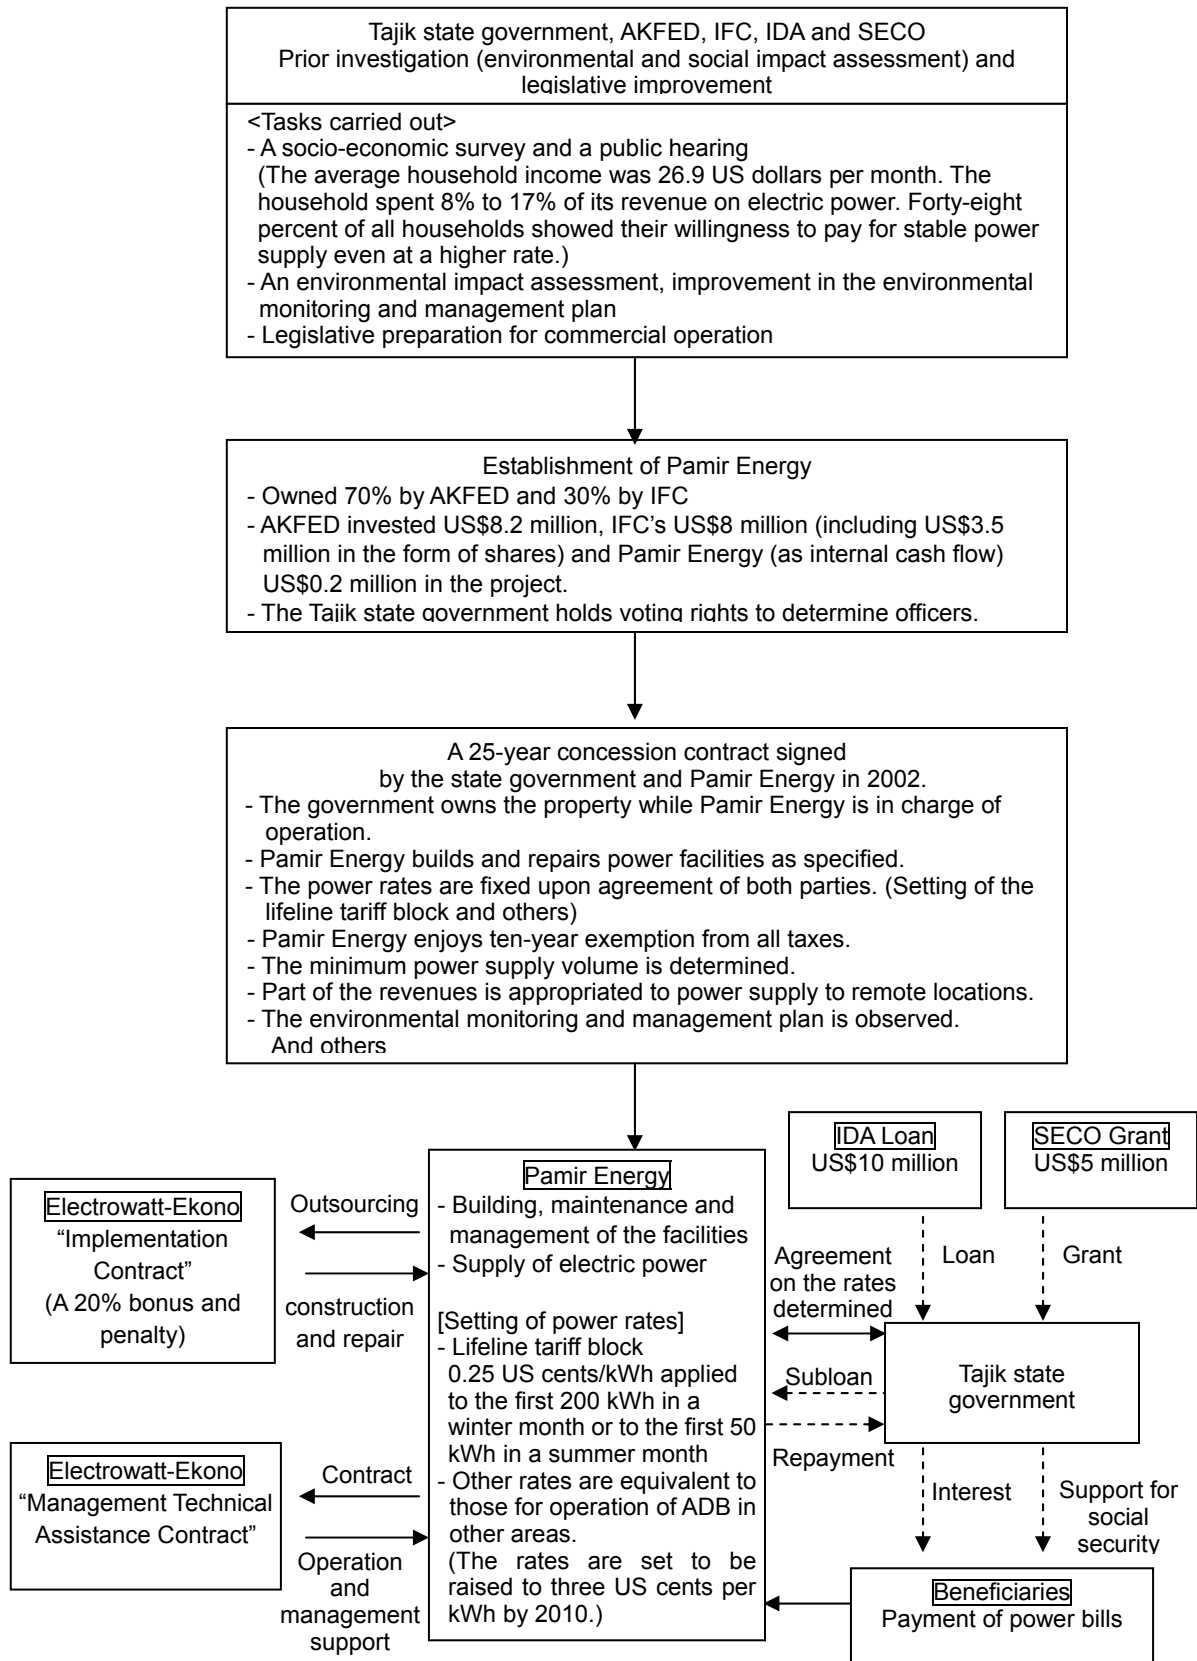 Tajik state government, AKFED, IFC, IDA and SECO
Prior investigation (environmental and social impact assessment) and
legislative improvement
<Tasks carried out>
- A socio-economic survey and a public hearing
(The average household income was 26.9 US dollars per month. The
household spent 8% to 17% of its revenue on electric power. Forty-eight
percent of all households showed their willingness to pay for stable power
supply even at a higher rate.)
- An environmental impact assessment, improvement in the environmental
monitoring and management plan
- Legislative preparation for commercial operation
Establishment of Pamir Energy
- Owned 70% by AKFED and 30% by IFC
- AKFED invested US$8.2 million, IFC's US$8 million (including US$3.5
million in the form of shares) and Pamir Energy (as internal cash flow)
US$0.2 million in the project.
- The Tajik state government holds voting rights to determine officers.
A 25-year concession contract signed
by the state government and Pamir Energy in 2002.
- The government owns the property while Pamir Energy is in charge of
operation.
- Pamir Energy builds and repairs power facilities as specified.
- The power rates are fixed upon agreement of both parties. (Setting of the
lifeline tariff block and others)
- Pamir Energy enjoys ten-year exemption from all taxes.
- The minimum power supply volume is determined.
- Part of the revenues is appropriated to power supply to remote locations.
- The environmental monitoring and management plan is observed.
And others
Electrowatt-Ekono
“Implementation
Contract”
(A 20% bonus and
penalty)
Outsourcing
construction
and repair
Electrowatt-Ekono
“Management Technical
Assistance Contract”
Contract
Operation
and
management
support
Pamir Energy
- Building, maintenance and
management of the facilities
- Supply of electric power
[Setting of power rates]
- Lifeline tariff block
0.25 US cents/kWh applied
to the first 200 kWh in a
winter month or to the first 50
kWh in a summer month
- Other rates are equivalent to
those for operation of ADB in
other areas.
(The rates are set to be
raised to three US cents per
kWh by 2010.)
IDA Loan
US$10 million
SECO Grant
US$5 million
Agreement
on the rates
determined
Loan
Grant
Subloan
Repayment
Tajik state
government
Interest
Support for
social
security
Beneficiaries
Payment of power bills